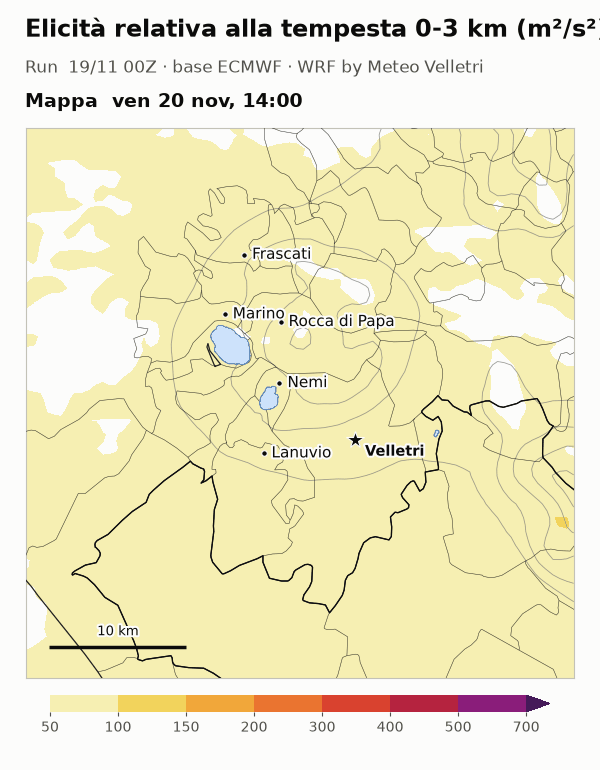 Elicità relativa alla tempesta 0-3 km (m²/s²)
Run  19/11 00Z · base ECMWF · WRF by Meteo Velletri
Mappa  ven 20 nov, 14:00
Frascati
Marino
Rocca di Papa
Nemi
Velletri
Lanuvio
10 km
50 100 150 200 300 400 500 700